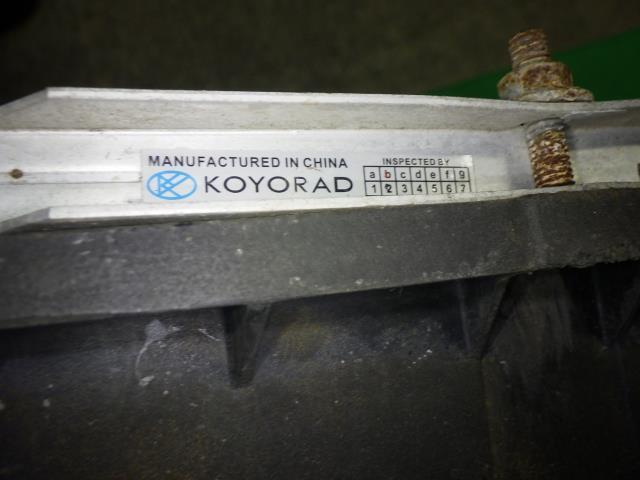 MANUFACTURED IN CHINA
KOYORAD
INSPECTED BY
a b c d e f g
1 2 3 4 5 6 7